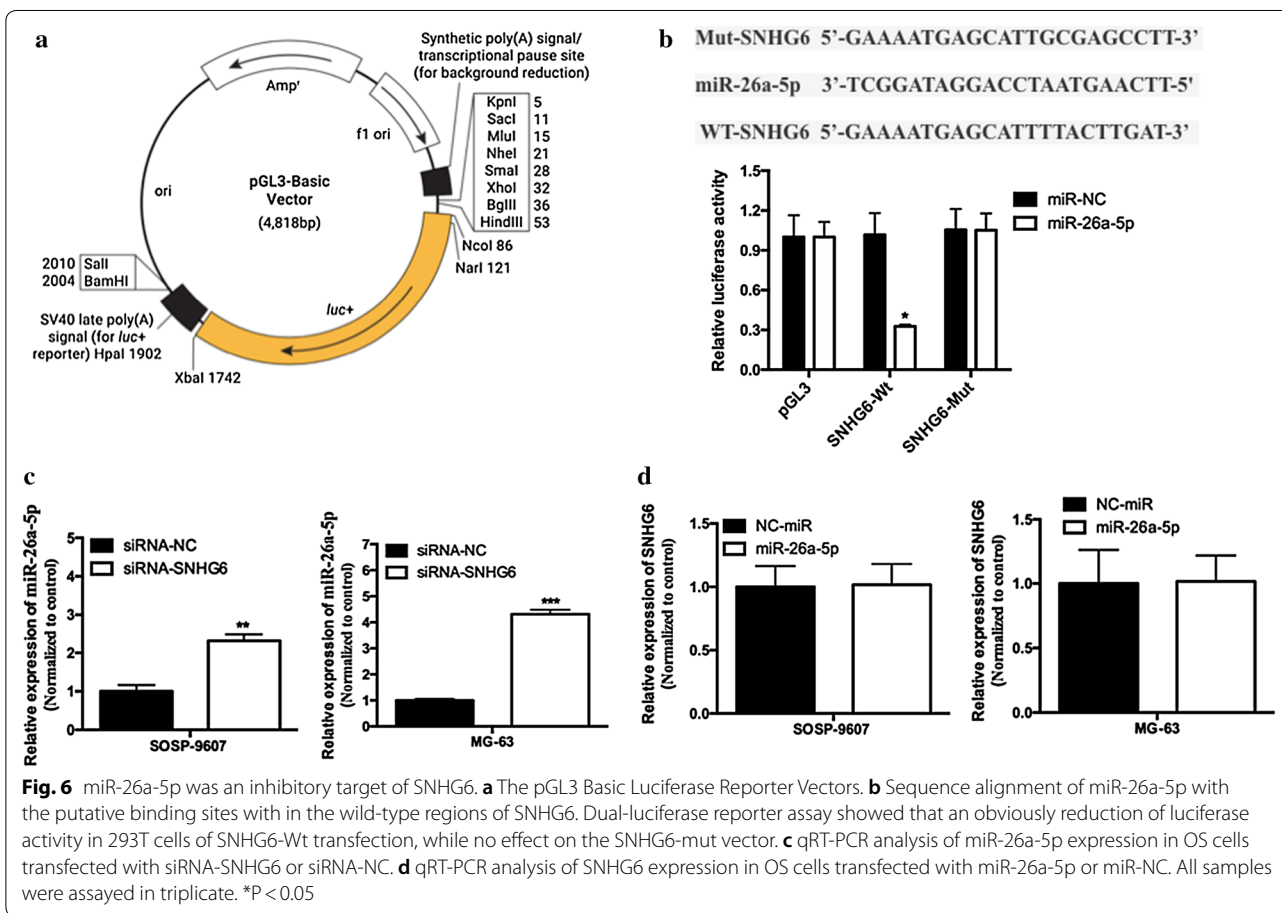 a
Synthetic poly(A) signal/
transcriptional pause site
(for background reduction)
Ampʳ
f1 ori
KpnI 5
SacI 11
MluI 15
NheI 21
SmaI 28
XhoI 32
BglII 36
HindIII 53
NcoI 86
NarI 121
ori
pGL3-Basic
Vector
(4,818bp)
2010 SalI
2004 BamHI
luc+
SV40 late poly(A)
signal (for luc+
reporter) HpaI 1902
XbaI 1742
b
Mut-SNHG6 5’-GAAAATGAGCATTGCGAGCCTT-3’
miR-26a-5p 3’-TCGGATAGGACCTAATGAACTT-5'
WT-SNHG6 5’-GAAAATGAGCATTTTACTTGAT-3’
Relative luciferase activity
1.5
1.2
0.9
0.6
0.3
0.0
*
miR-NC
miR-26a-5p
pGL3
SNHG6-Wt
SNHG6-Mut
c
Relative expression of miR-26a-5p
(Normalized to control)
5
4
3
2
1
0
siRNA-NC
siRNA-SNHG6
**
SOSP-9607
Relative expression of miR-26a-5p
(Normalized to control)
7
6
5
4
3
2
1
0
siRNA-NC
siRNA-SNHG6
***
MG-63
d
Relative expression of SNHG6
(Normalized to control)
1.5
1.0
0.5
0.0
NC-miR
miR-26a-5p
SOSP-9607
Relative expression of SNHG6
(Normalized to control)
1.5
1.0
0.5
0.0
NC-miR
miR-26a-5p
MG-63
Fig. 6 miR-26a-5p was an inhibitory target of SNHG6. a The pGL3 Basic Luciferase Reporter Vectors. b Sequence alignment of miR-26a-5p with
the putative binding sites with in the wild-type regions of SNHG6. Dual-luciferase reporter assay showed that an obviously reduction of luciferase
activity in 293T cells of SNHG6-Wt transfection, while no effect on the SNHG6-mut vector. c qRT-PCR analysis of miR-26a-5p expression in OS cells
transfected with siRNA-SNHG6 or siRNA-NC. d qRT-PCR analysis of SNHG6 expression in OS cells transfected with miR-26a-5p or miR-NC. All samples
were assayed in triplicate. *P < 0.05